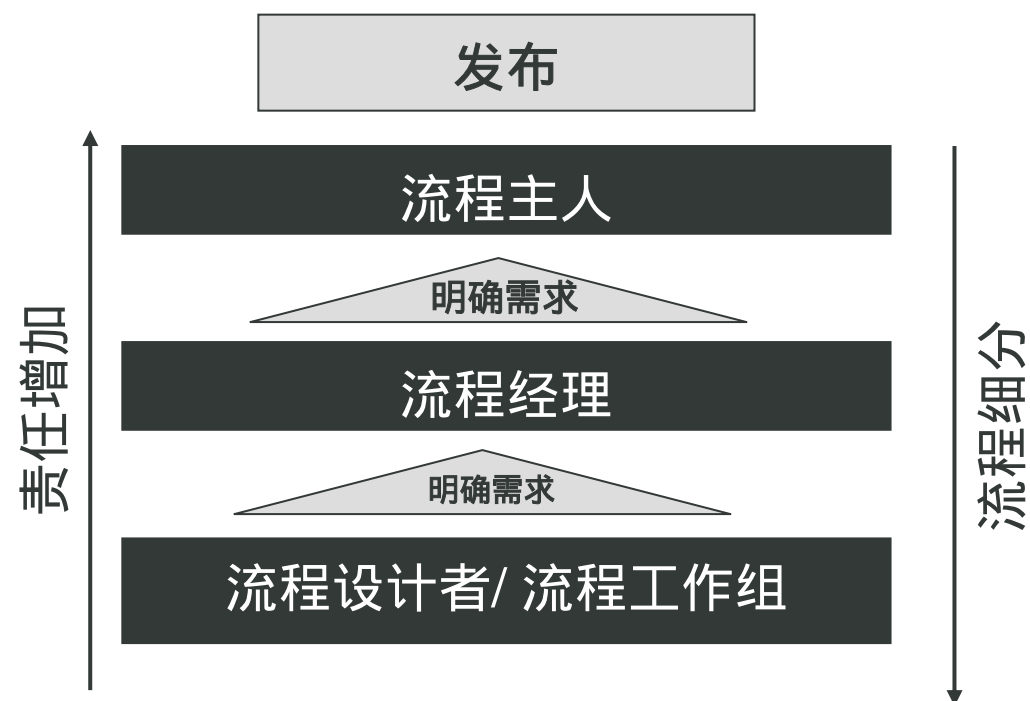 发布
流程主人
明确需求
流程经理
明确需求
流程设计者/ 流程工作组
责任增加
流程细分